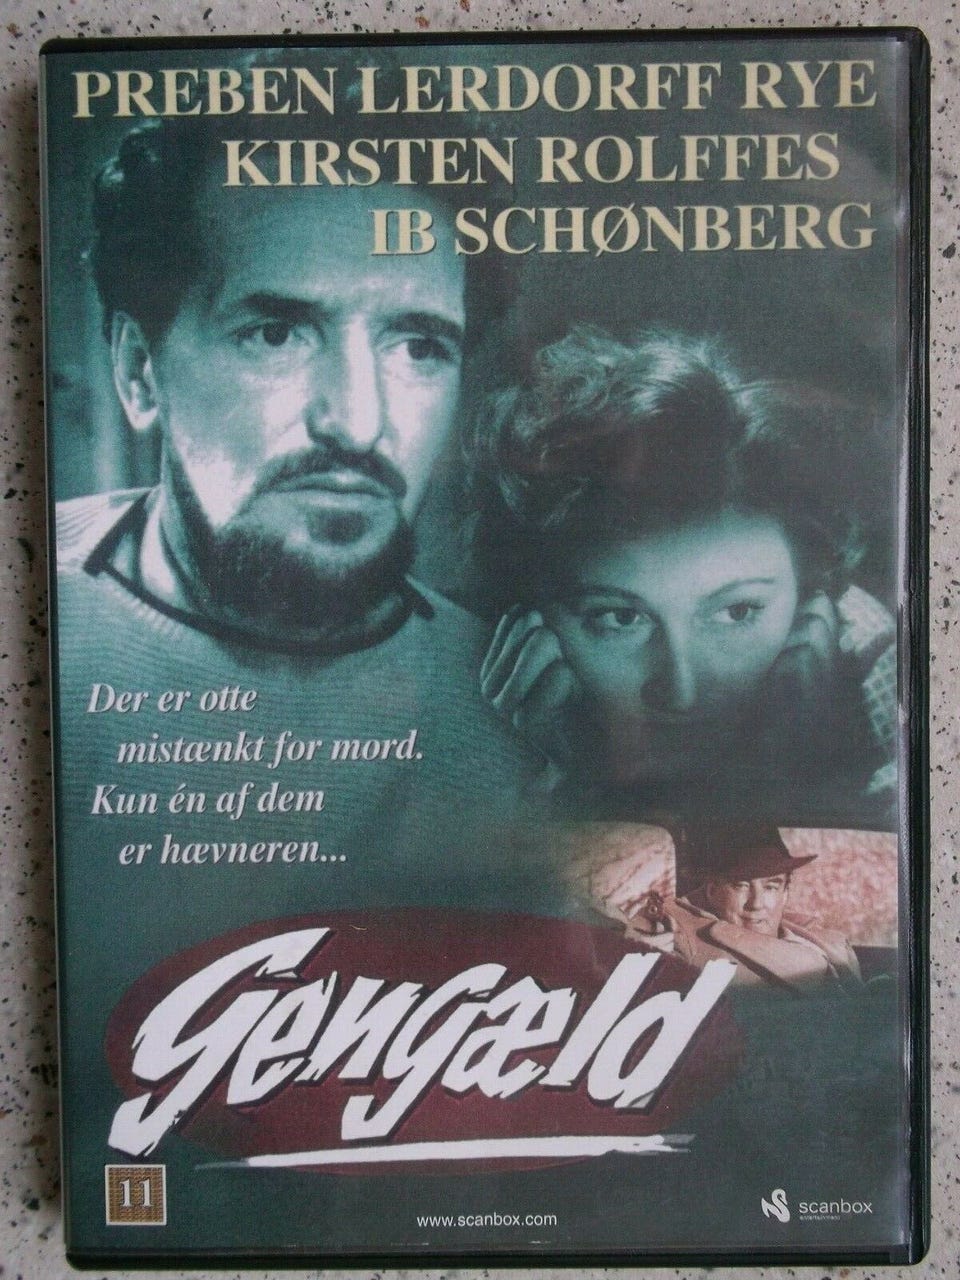 PREBEN LERDORFF RYE
KIRSTEN ROLFFES
IB SCHØNBERG
Der er otte
mistænkt for mord.
Kun én af dem
er hævneren...
Gengæld
11
www.scanbox.com
scanbox
entertainment